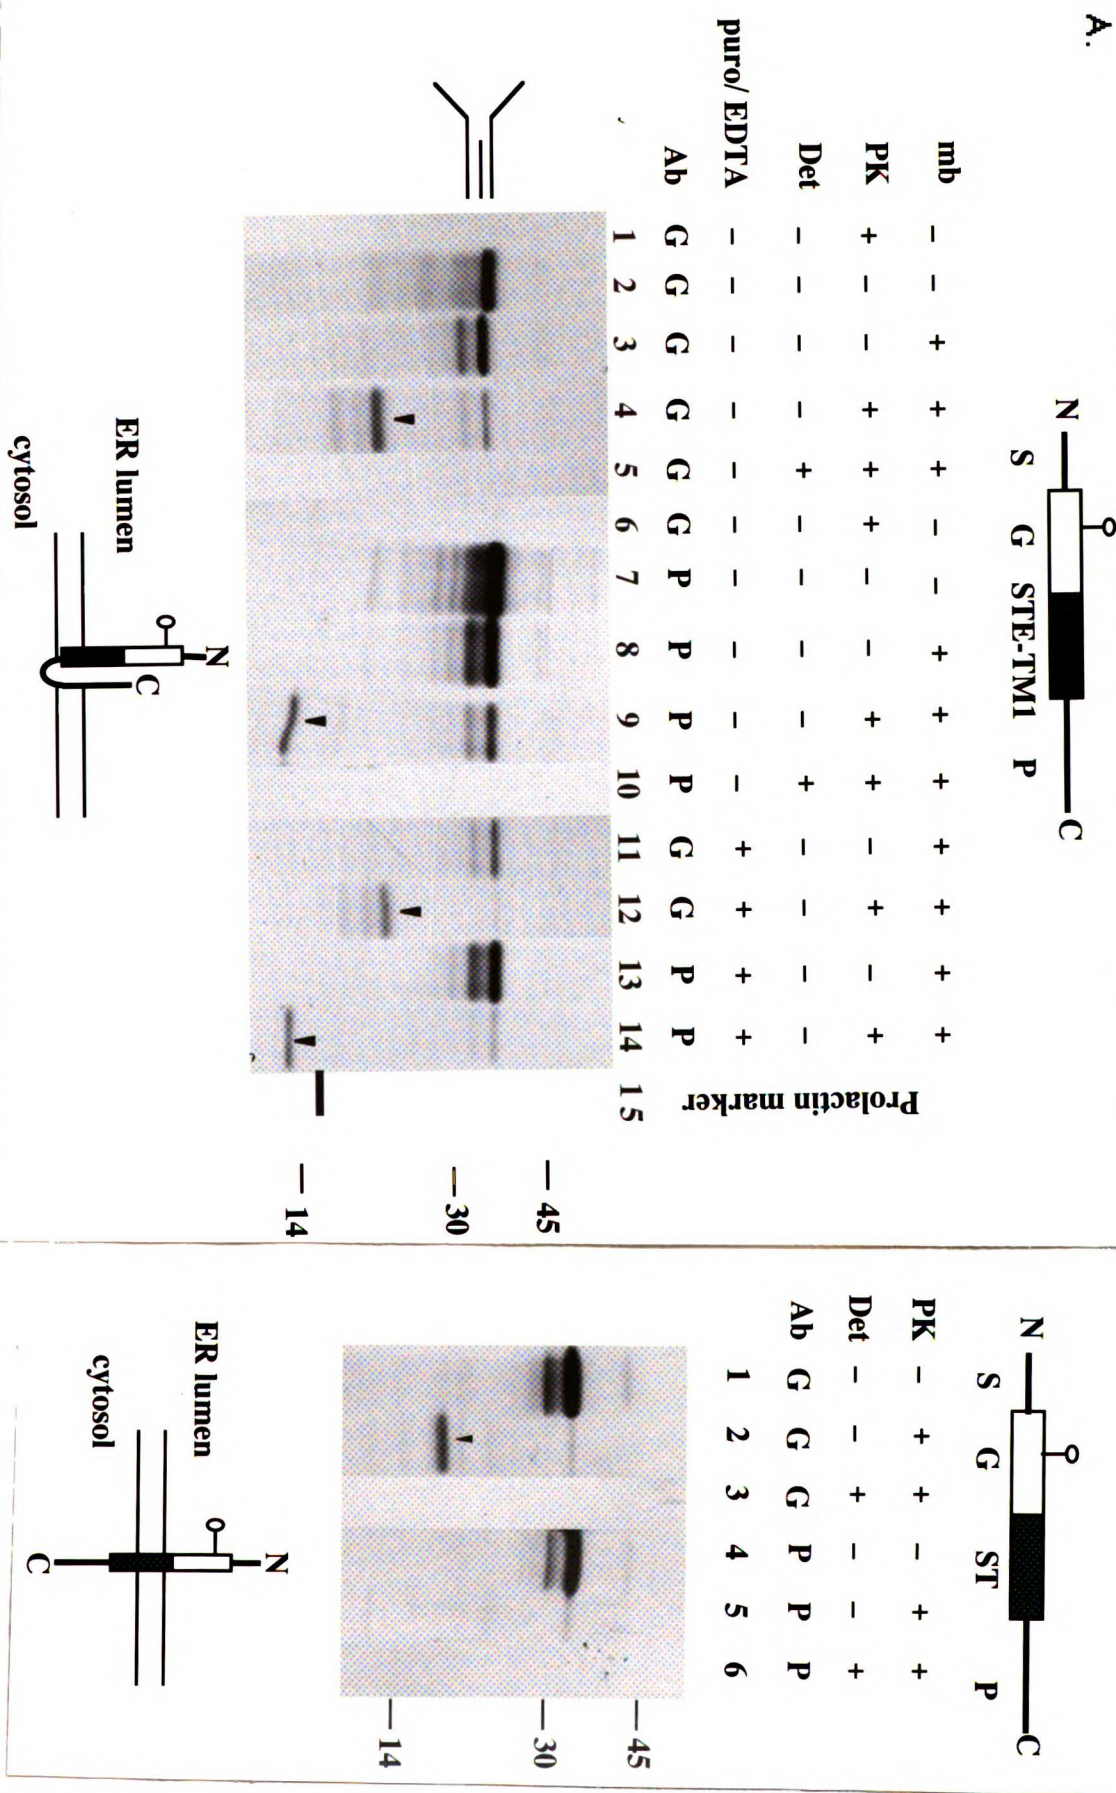 A.
N C
S G STE-TM1 P
mb − − + + + − − + + + + + + +
PK + − − + + + − − + + − + − +
Det − − − − + − − − − + − − − −
puro/EDTA − − − − − − − − − − + + + +
Ab G G G G G G P P P P G G P P
Prolactin marker
1 2 3 4 5 6 7 8 9 10 11 12 13 14 15
− 45
− 30
− 14
ER lumen
cytosol
N
C
N C
S G ST P
PK − + + − + +
Det − − + − − +
Ab G G G P P P
1 2 3 4 5 6
−45
−30
−14
ER lumen
cytosol
N
C